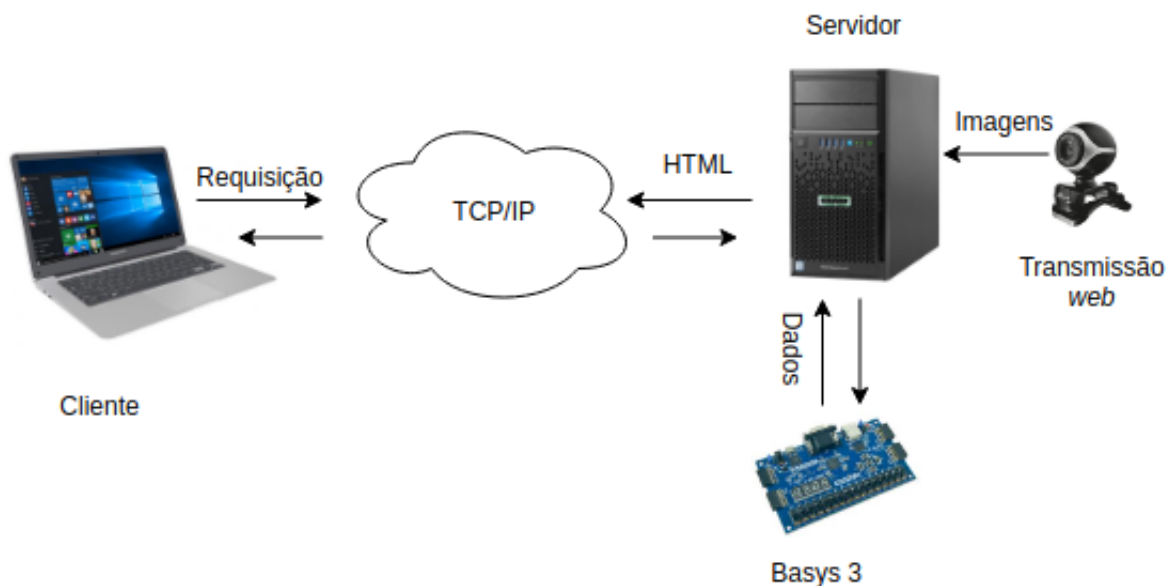 Servidor
Imagens
Requisição
HTML
TCP/IP
Transmissão
web
Dados
Cliente
Basys 3